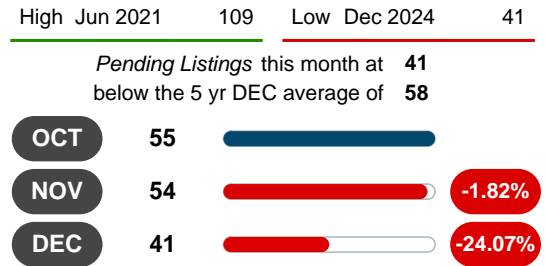 High Jun 2021 109 Low Dec 2024 41
Pending Listings this month at 41
below the 5 yr DEC average of 58
OCT 55
NOV 54 -1.82%
DEC 41 -24.07%